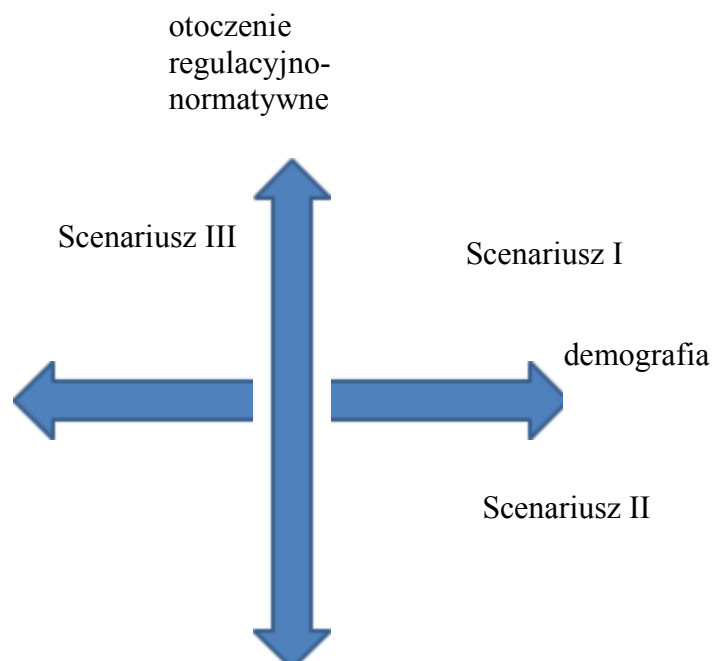 otoczenie
regulacyjno-
normatywne
Scenariusz III
Scenariusz I
demografia
Scenariusz II